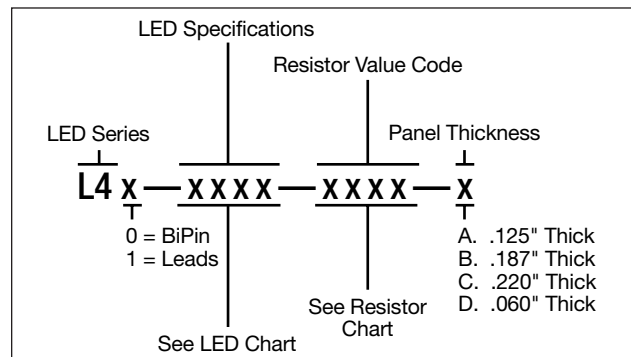 LED Specifications
Resistor Value Code
LED Series
Panel Thickness
L4 x — x x x x — x x x x — x
0 = BiPin
1 = Leads
A. .125" Thick
B. .187" Thick
C. .220" Thick
D. .060" Thick
See Resistor
Chart
See LED Chart